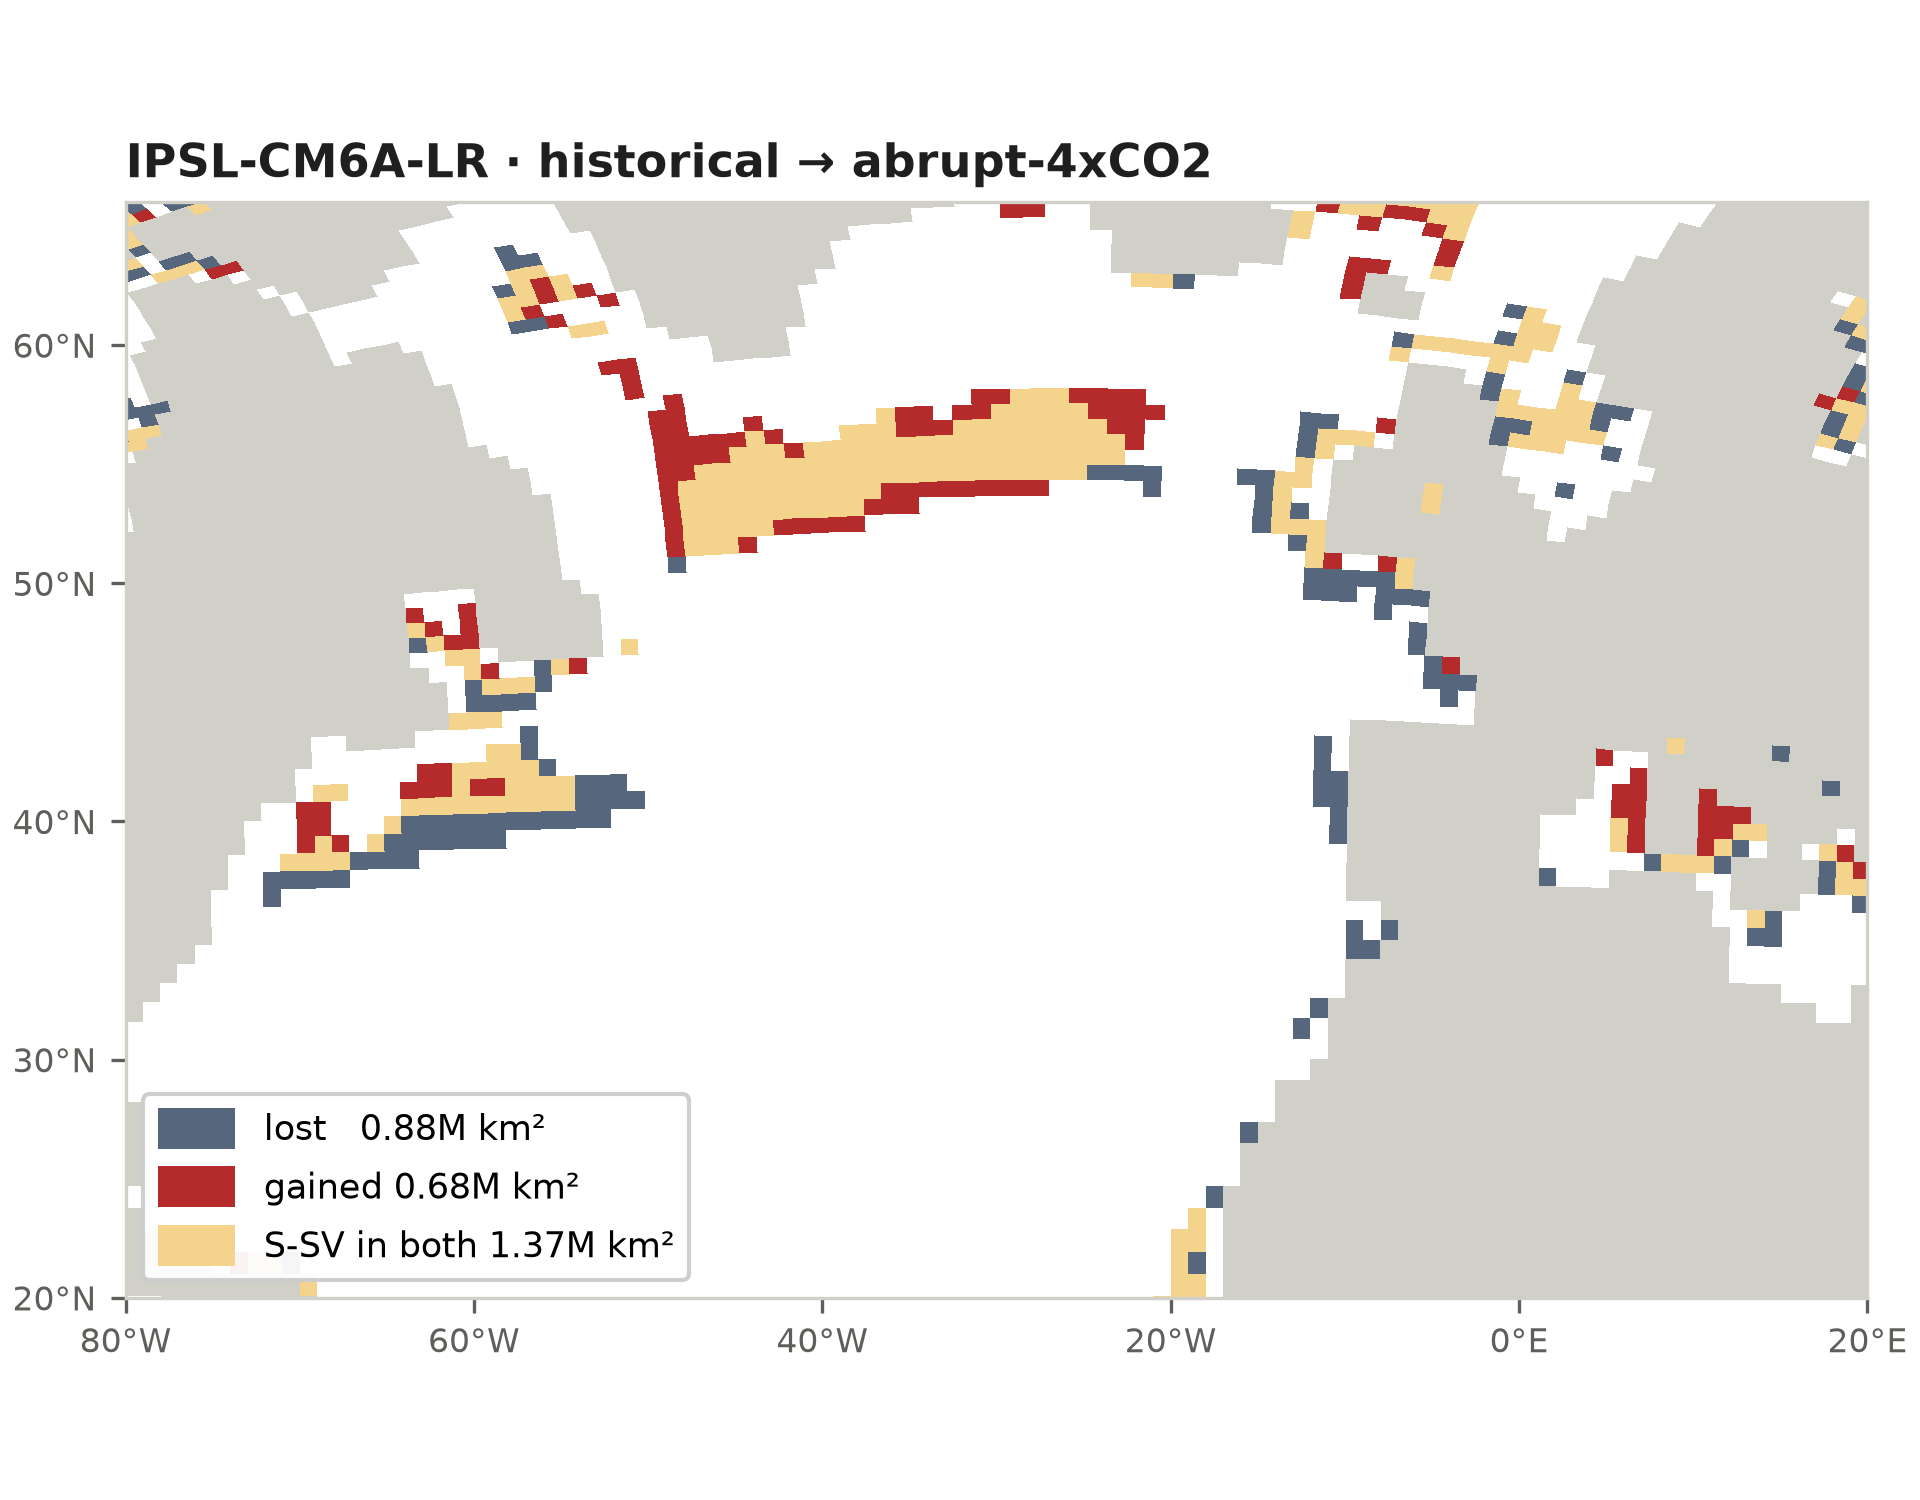 IPSL-CM6A-LR · historical → abrupt-4xCO2
60°N
50°N
40°N
30°N
20°N
lost 0.88M km²
gained 0.68M km²
S-SV in both 1.37M km²
80°W 60°W 40°W 20°W 0°E 20°E